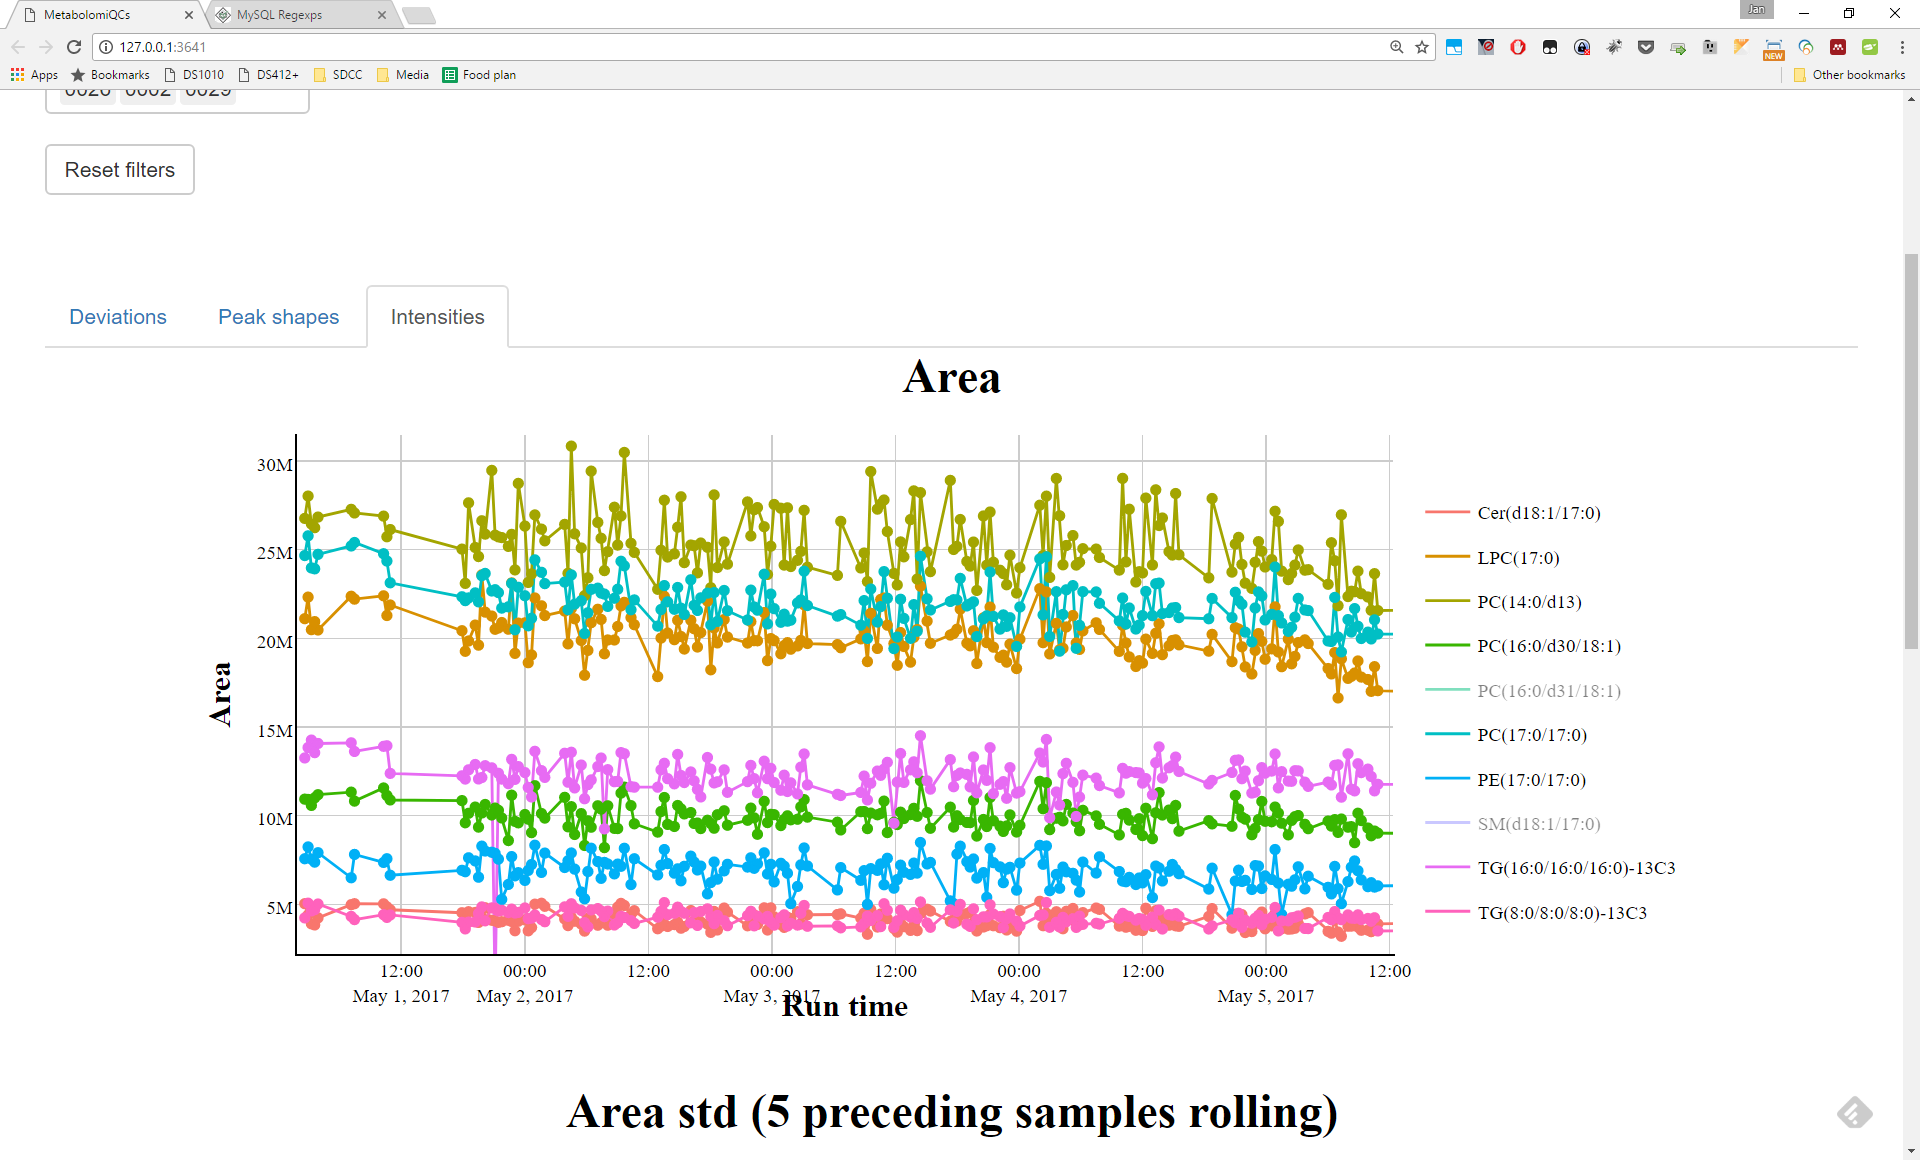 MetabolomiQCs
MySQL Regexps
Jan
127.0.0.1:3641
NEW
Apps Bookmarks DS1010 DS412+ SDCC Media Food plan Other bookmarks
0026 0002 0029
Reset filters
Deviations Peak shapes Intensities
Area
30M
25M
20M
15M
10M
5M
Area
12:00 00:00 12:00 00:00 12:00 00:00 12:00 00:00 12:00
May 1, 2017 May 2, 2017 May 3, 2017 May 4, 2017 May 5, 2017
Run time
Cer(d18:1/17:0)
LPC(17:0)
PC(14:0/d13)
PC(16:0/d30/18:1)
PC(16:0/d31/18:1)
PC(17:0/17:0)
PE(17:0/17:0)
SM(d18:1/17:0)
TG(16:0/16:0/16:0)-13C3
TG(8:0/8:0/8:0)-13C3
Area std (5 preceding samples rolling)